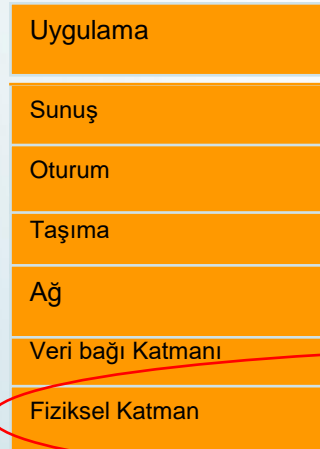 Uygulama
Sunuş
Oturum
Taşıma
Ağ
Veri bağı Katmanı
Fiziksel Katman